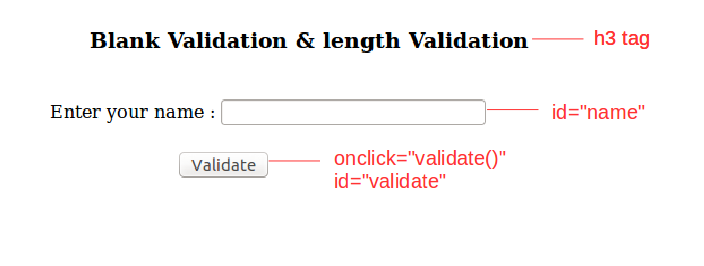 Blank Validation & length Validation h3 tag
Enter your name : id="name"
Validate onclick="validate()"
id="validate"